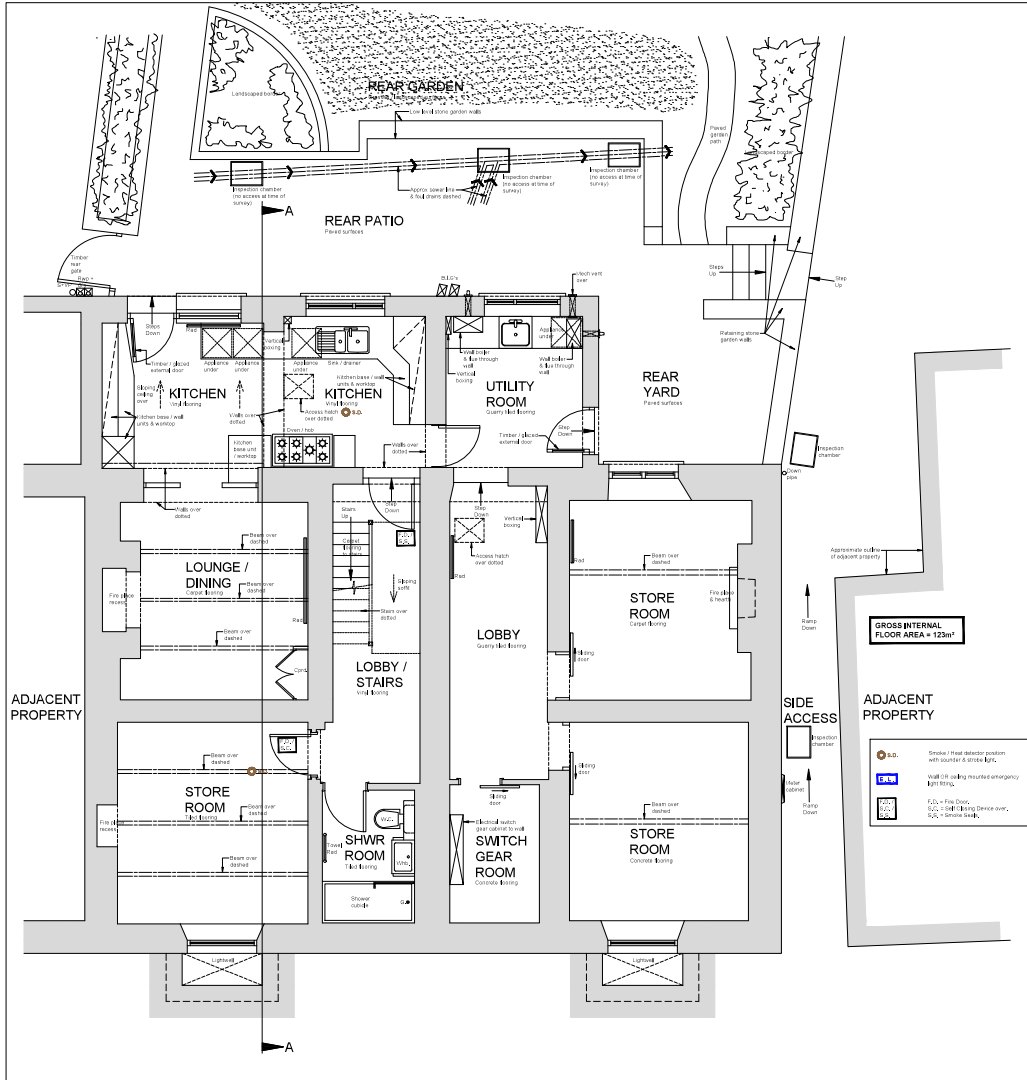 Landscaped border
REAR GARDEN
Low level stone garden walls
Paved
garden
path
Inspection chamber
(no access at time of
survey)
Approx. sewer line
& foul drains dashed
Inspection chamber
(no access at time of
survey)
Inspection chamber
(no access at time of
survey)
A
REAR PATIO
Paved surfaces
Timber
rear
gate
B.I.G's
Mech vent
over
Steps
Up
Step
Up
Retaining stone
garden walls
Steps
Down
Rad
Vertical
boxing
Appliance
under
Appliance
under
Appliance
under
Sink / drainer
Wall boiler
& flue through
wall
Appliance
under
Wall boiler
& flue through
wall
Vertical
boxing
Timber / glazed
external door
Sloping
ceiling
over
KITCHEN
Vinyl flooring
Kitchen base / wall
units & worktop
Walls over
dotted
Kitchen base / wall
units & worktop
KITCHEN
Vinyl flooring
Access hatch
over dotted
S.D.
UTILITY
ROOM
Quarry tiled flooring
REAR
YARD
Paved surfaces
Oven / hob
Kitchen
base unit
/ worktop
Walls over
dotted
Timber / glazed
external door
Step
Down
Inspection
chamber
Down
pipe
Walls over
dotted
Stairs
Up
Step
Down
Step
Down
Vertical
boxing
Carpet
flooring
to stairs
F.D. /
S.S.
Access hatch
over dotted
Rad
Rad
Beam over
dashed
Beam over
dashed
Approximate outline
of adjacent property
LOUNGE /
DINING
Carpet flooring
Beam over
dashed
Fire place
recess
Sloping
soffit
Stairs over
dotted
Rad
Beam over
dashed
STORE
ROOM
Carpet flooring
Fire place
& hearth
Ramp
Down
GROSS INTERNAL
FLOOR AREA = 123m²
LOBBY
Quarry tiled flooring
Sliding
door
LOBBY /
STAIRS
Vinyl flooring
Cprd.
ADJACENT
PROPERTY
SIDE
ACCESS
ADJACENT
PROPERTY
Inspection
chamber
F.D. /
S.C.
Beam over
dashed
S.D.
STORE
ROOM
Tiled flooring
Beam over
dashed
Fire place
recess
Beam over
dashed
Sliding
door
Sliding
door
Meter
cabinet
Ramp
Down
Beam over
dashed
STORE
ROOM
Concrete flooring
W.C.
Towel
Rad
SHWR
ROOM
Tiled flooring
Whb.
Electrical switch
gear cabinet to wall
SWITCH
GEAR
ROOM
Concrete flooring
Shower
cubicle
G.
S.D.
Smoke / Heat detector position
with sounder & strobe light.
E.L.
Wall OR ceiling mounted emergency
light fitting.
F.D. /
S.C. /
S.S.
F.D. = Fire Door.
S.C. = Self Closing Device over.
S.S. = Smoke Seals.
Lightwell
Lightwell
A